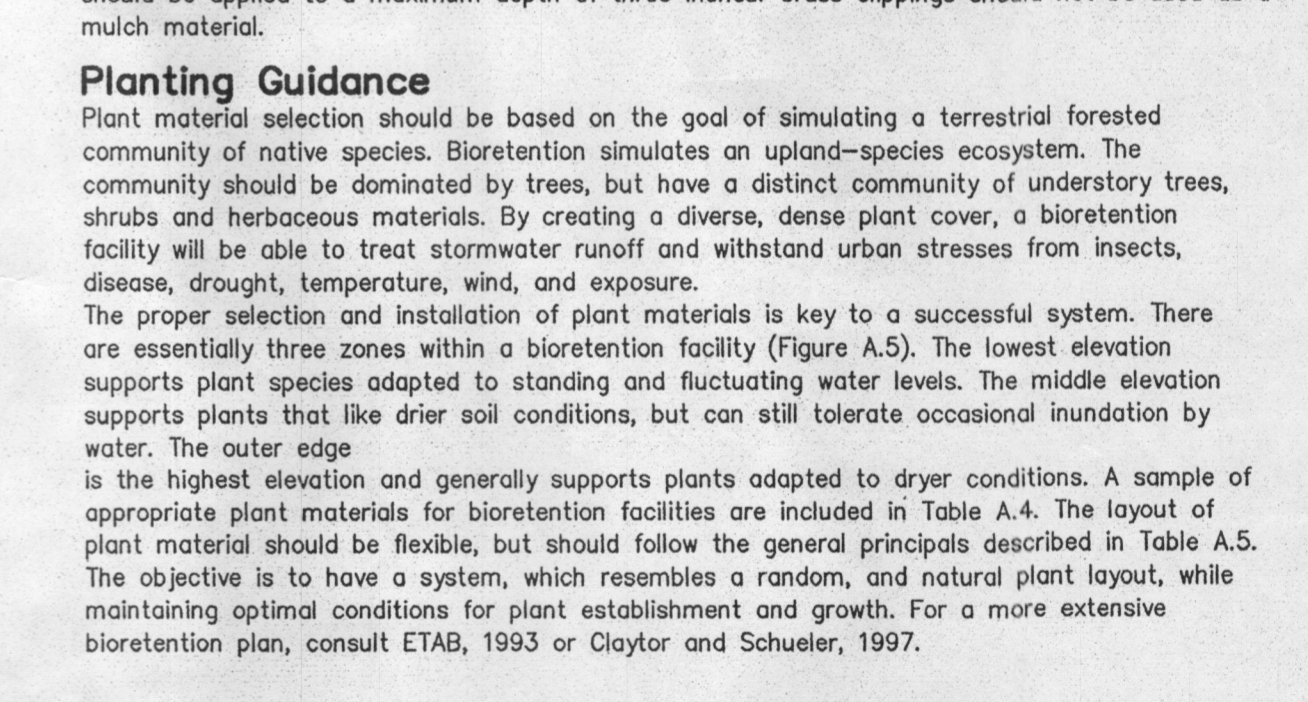 mulch material.
Planting Guidance
Plant material selection should be based on the goal of simulating a terrestrial forested
community of native species. Bioretention simulates an upland-species ecosystem. The
community should be dominated by trees, but have a distinct community of understory trees,
shrubs and herbaceous materials. By creating a diverse, dense plant cover, a bioretention
facility will be able to treat stormwater runoff and withstand urban stresses from insects,
disease, drought, temperature, wind, and exposure.
The proper selection and installation of plant materials is key to a successful system. There
are essentially three zones within a bioretention facility (Figure A.5). The lowest elevation
supports plant species adapted to standing and fluctuating water levels. The middle elevation
supports plants that like drier soil conditions, but can still tolerate occasional inundation by
water. The outer edge
is the highest elevation and generally supports plants adapted to dryer conditions. A sample of
appropriate plant materials for bioretention facilities are included in Table A.4. The layout of
plant material should be flexible, but should follow the general principals described in Table A.5.
The objective is to have a system, which resembles a random, and natural plant layout, while
maintaining optimal conditions for plant establishment and growth. For a more extensive
bioretention plan, consult ETAB, 1993 or Claytor and Schueler, 1997.